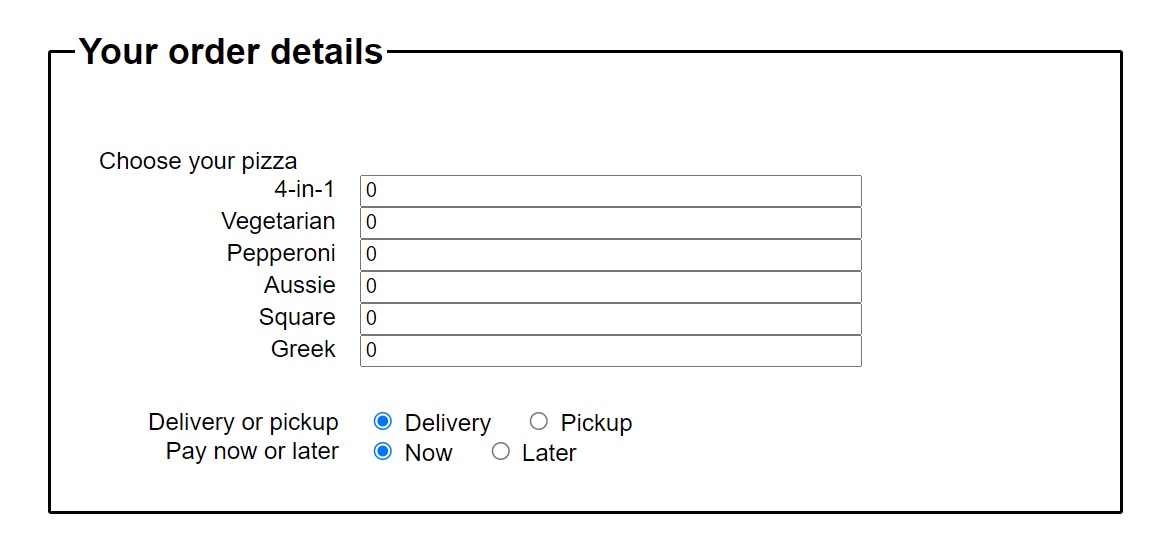 Your order details
Choose your pizza
4-in-1 0
Vegetarian 0
Pepperoni 0
Aussie 0
Square 0
Greek 0
Delivery or pickup Delivery Pickup
Pay now or later Now Later